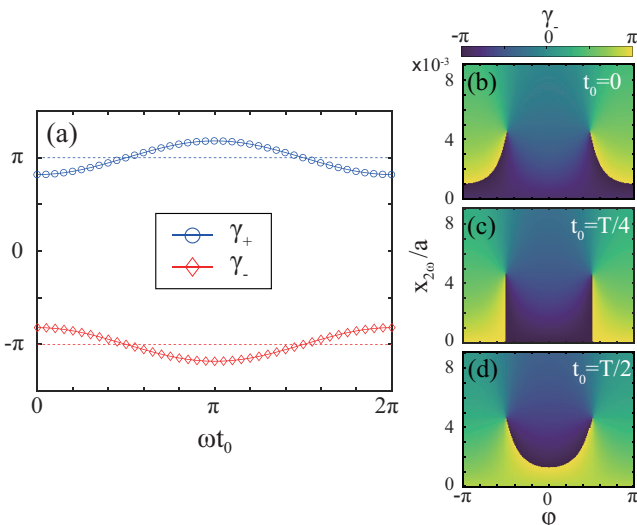 (a)
π
0
-π
γ₊
γ₋
0 π 2π
ωt₀
γ₋
-π 0 π
×10⁻³
(b) t₀=0
8
4
0
(c) t₀=T/4
8
4
0
(d) t₀=T/2
8
4
0
x₂ω/a
-π 0 π
φ